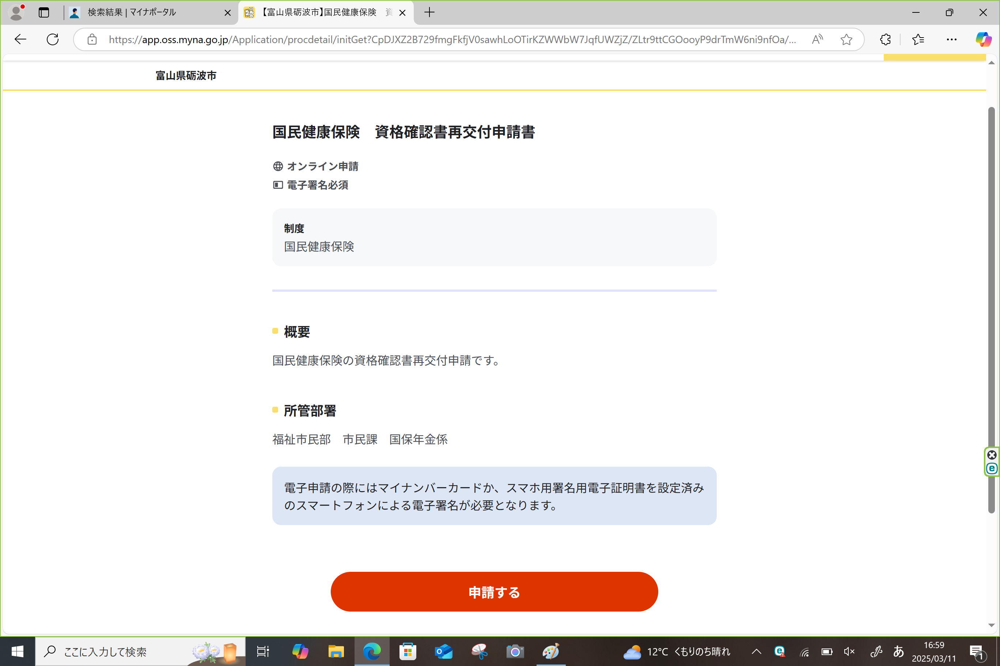 検索結果 | マイナポータル
【富山県砺波市】国民健康保険　資
https://app.oss.myna.go.jp/Application/procdetail/initGet?CpDJXZ2B729fmgFkfjV0sawhLoOTirKZWWbW7JqfUWZjZ/ZLtr9ttCGOooyP9drTmW6ni9nfOa/...
富山県砺波市
国民健康保険　資格確認書再交付申請書
オンライン申請
電子署名必須
制度
国民健康保険
概要
国民健康保険の資格確認書再交付申請です。
所管部署
福祉市民部　市民課　国保年金係
電子申請の際にはマイナンバーカードか、スマホ用署名用電子証明書を設定済み
のスマートフォンによる電子署名が必要となります。
申請する
ここに入力して検索
12°C くもりのち晴れ
あ
16:59
2025/03/11
1